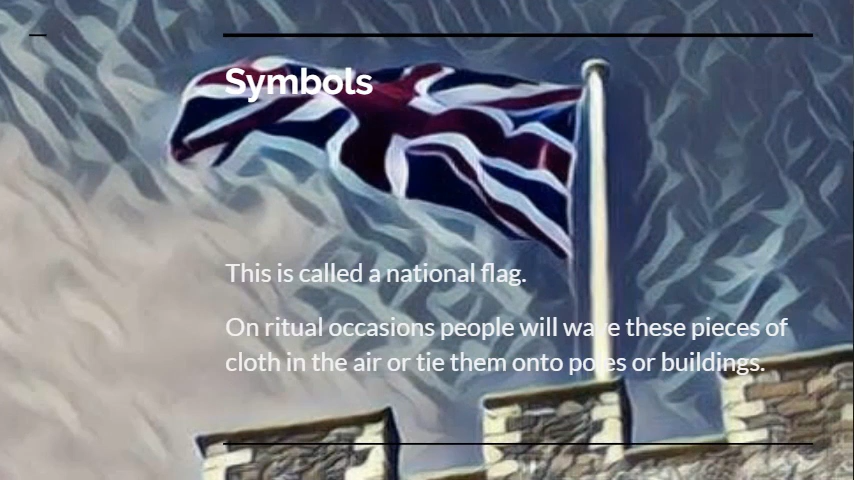 Symbols
This is called a national flag.
On ritual occasions people will wave these pieces of
cloth in the air or tie them onto poles or buildings.